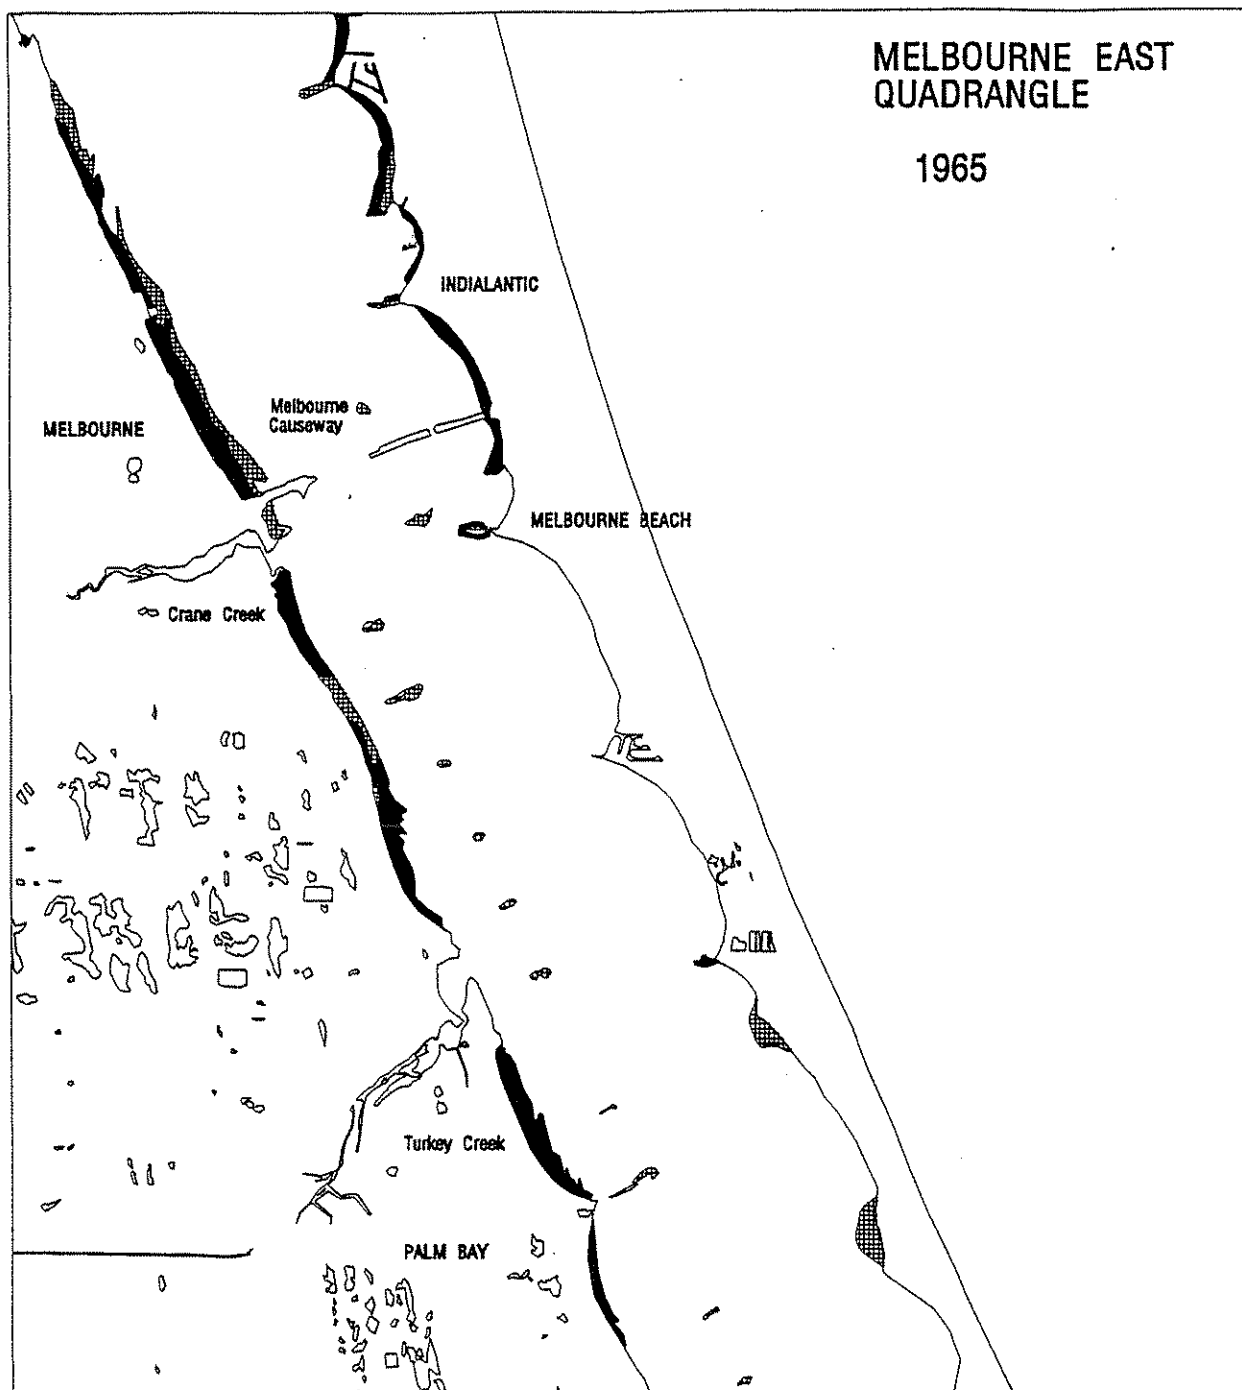 MELBOURNE EAST
QUADRANGLE
1965
INDIALANTIC
Melbourne
Causeway
MELBOURNE
MELBOURNE BEACH
Crane Creek
Turkey Creek
PALM BAY